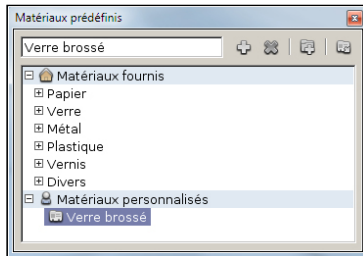 Matériaux prédéfinis
Verre brossé
Matériaux fournis
Papier
Verre
Métal
Plastique
Vernis
Divers
Matériaux personnalisés
Verre brossé